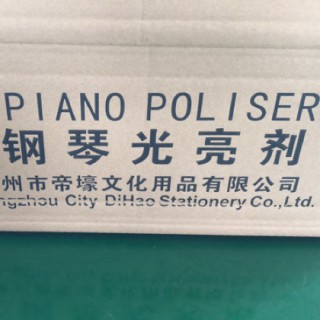 PIANO POLISER
钢琴光亮剂
州市帝壕文化用品有限公司
ngzhou City DiHao Stationery Co.,Ltd.